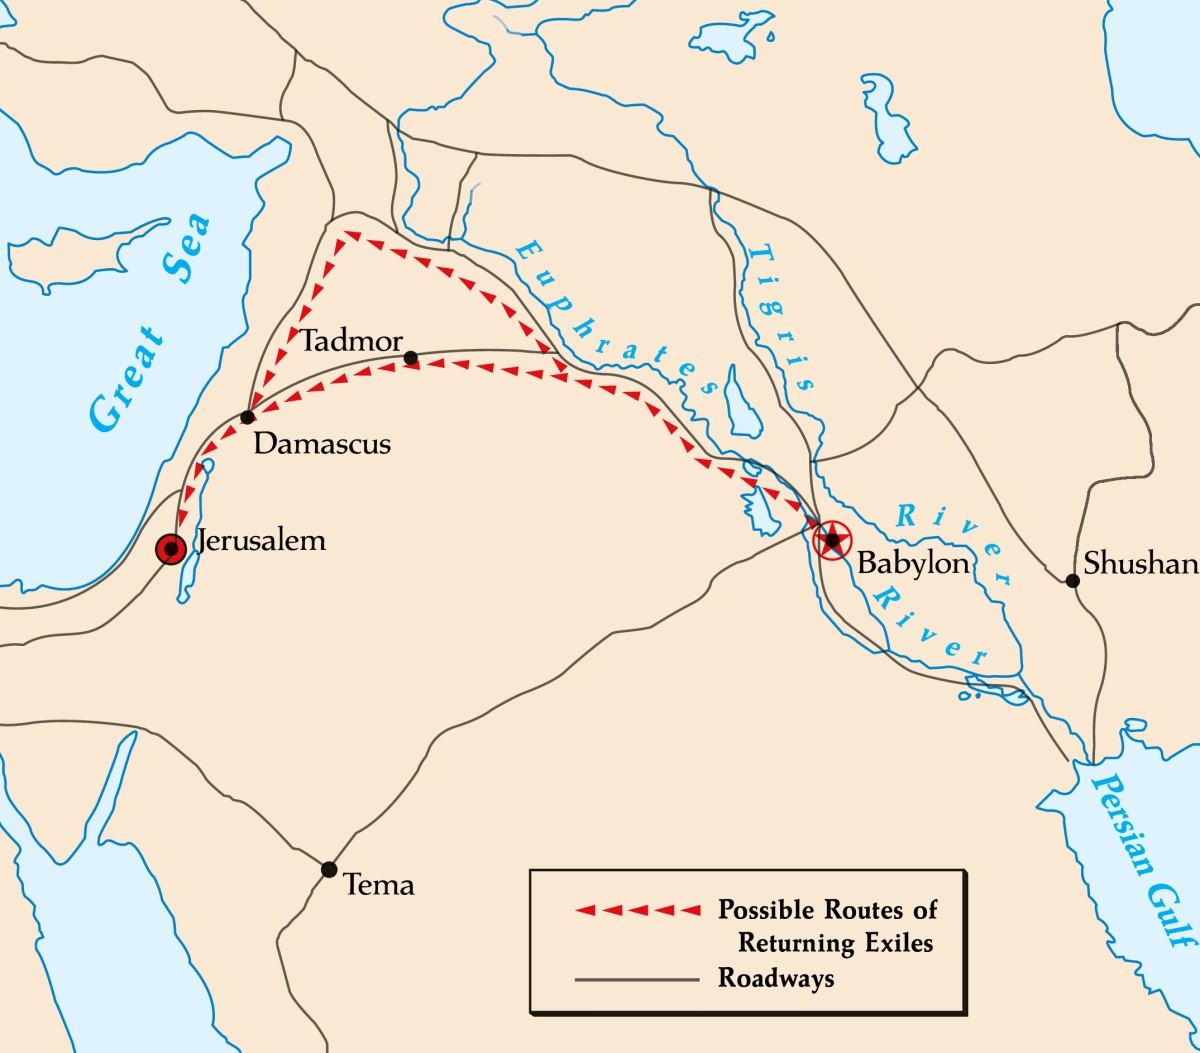 Great Sea
Euphrates
River
Tigris
River
Tadmor
Damascus
Jerusalem
Babylon
Shushan
Tema
Persian Gulf
Possible Routes of
Returning Exiles
Roadways